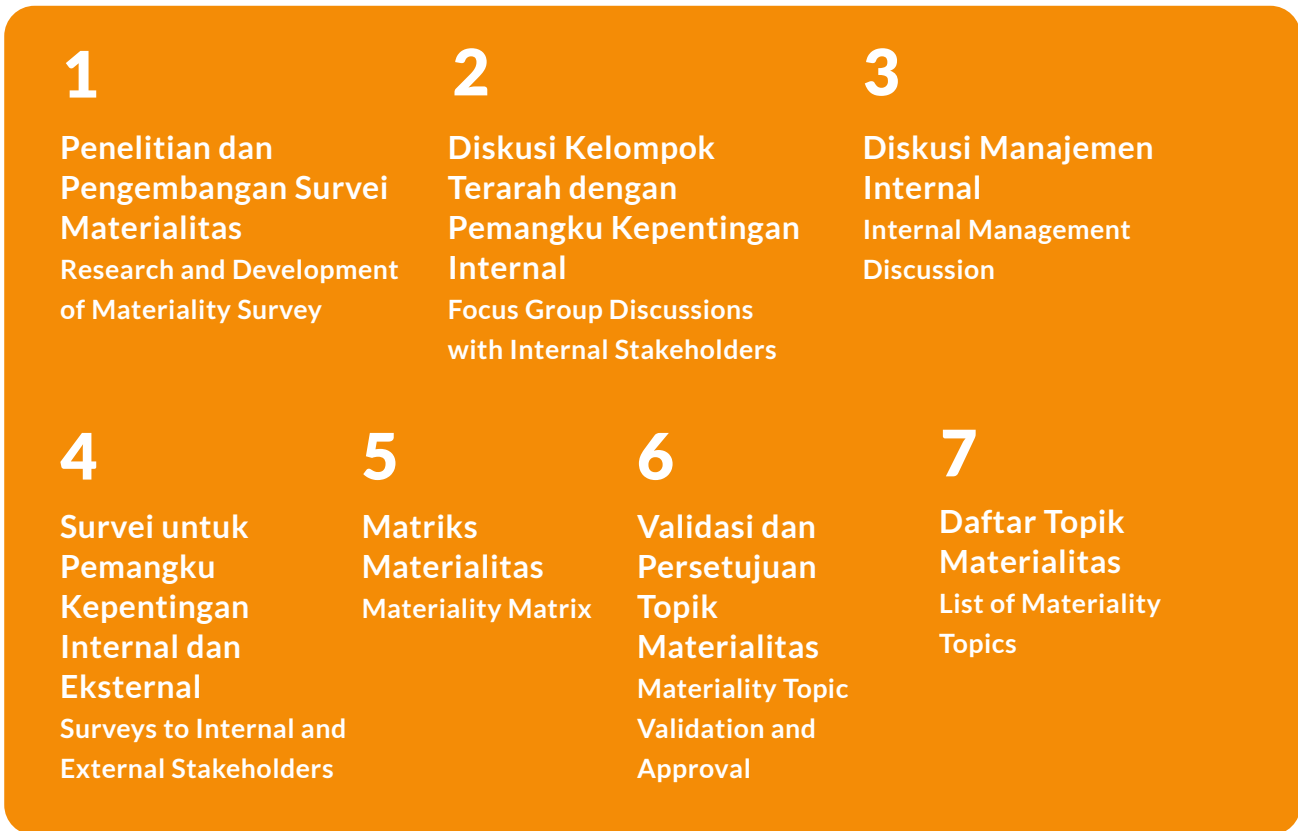 1
Penelitian dan
Pengembangan Survei
Materialitas
Research and Development
of Materiality Survey
2
Diskusi Kelompok
Terarah dengan
Pemangku Kepentingan
Internal
Focus Group Discussions
with Internal Stakeholders
3
Diskusi Manajemen
Internal
Internal Management
Discussion
4
Survei untuk
Pemangku
Kepentingan
Internal dan
Eksternal
Surveys to Internal and
External Stakeholders
5
Matriks
Materialitas
Materiality Matrix
6
Validasi dan
Persetujuan
Topik
Materialitas
Materiality Topic
Validation and
Approval
7
Daftar Topik
Materialitas
List of Materiality
Topics